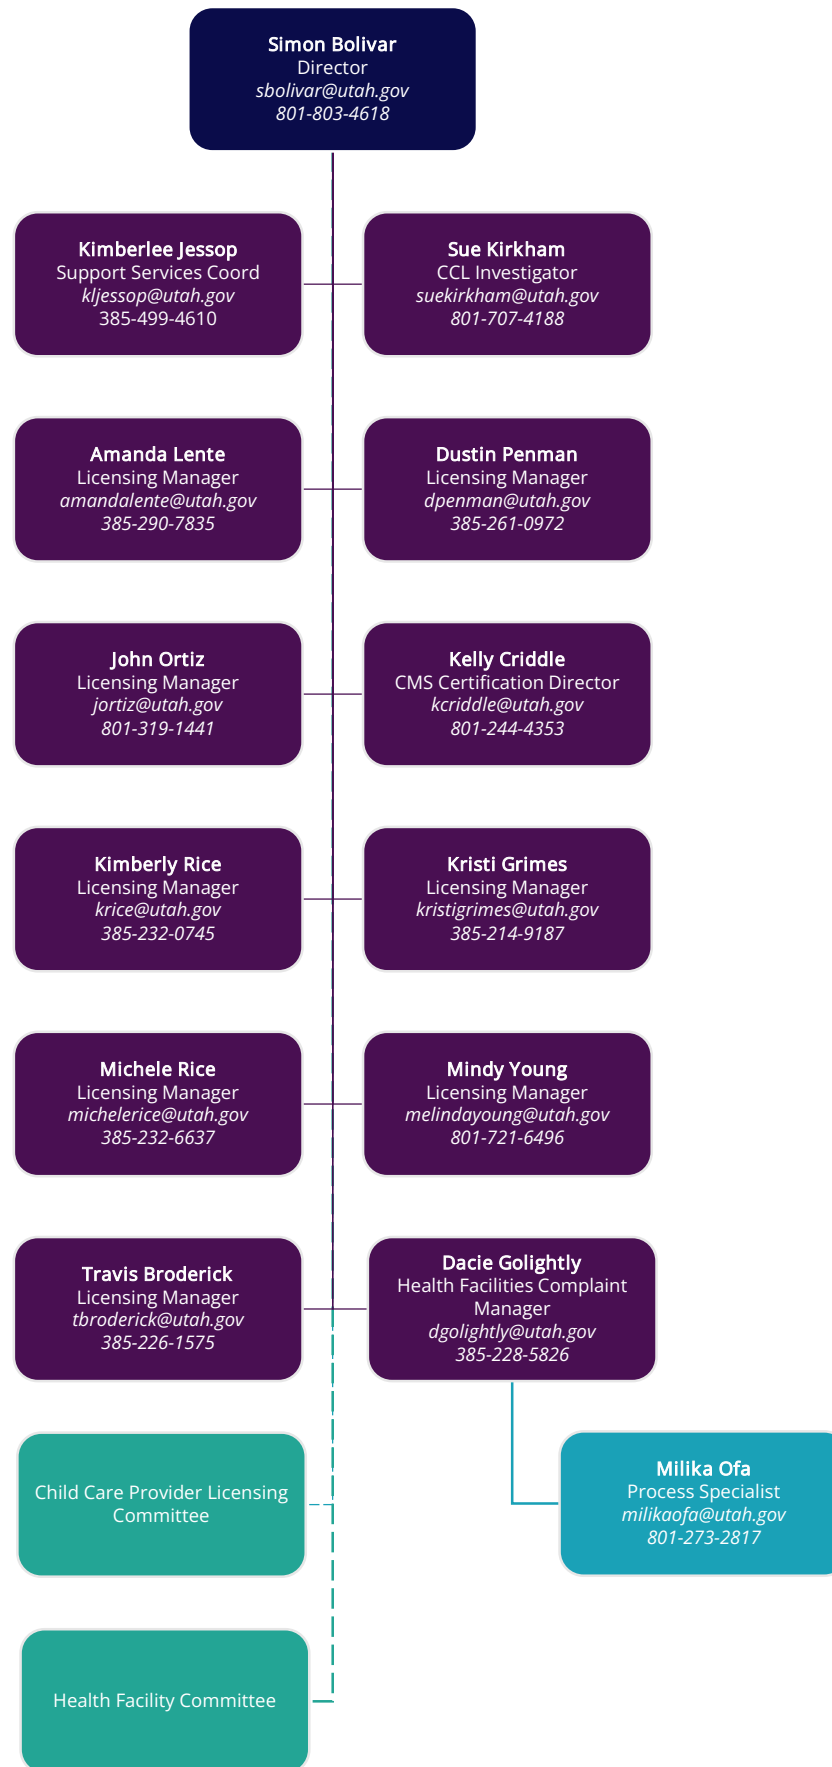 Simon Bolivar
Director
sbolivar@utah.gov
801-803-4618
Kimberlee Jessop
Support Services Coord
kljessop@utah.gov
385-499-4610
Sue Kirkham
CCL Investigator
suekirkham@utah.gov
801-707-4188
Amanda Lente
Licensing Manager
amandalente@utah.gov
385-290-7835
Dustin Penman
Licensing Manager
dpenman@utah.gov
385-261-0972
John Ortiz
Licensing Manager
jortiz@utah.gov
801-319-1441
Kelly Criddle
CMS Certification Director
kcriddle@utah.gov
801-244-4353
Kimberly Rice
Licensing Manager
krice@utah.gov
385-232-0745
Kristi Grimes
Licensing Manager
kristigrimes@utah.gov
385-214-9187
Michele Rice
Licensing Manager
michelerice@utah.gov
385-232-6637
Mindy Young
Licensing Manager
melindayoung@utah.gov
801-721-6496
Travis Broderick
Licensing Manager
tbroderick@utah.gov
385-226-1575
Dacie Golightly
Health Facilities Complaint
Manager
dgolightly@utah.gov
385-228-5826
Child Care Provider Licensing
Committee
Milika Ofa
Process Specialist
milikaofa@utah.gov
801-273-2817
Health Facility Committee